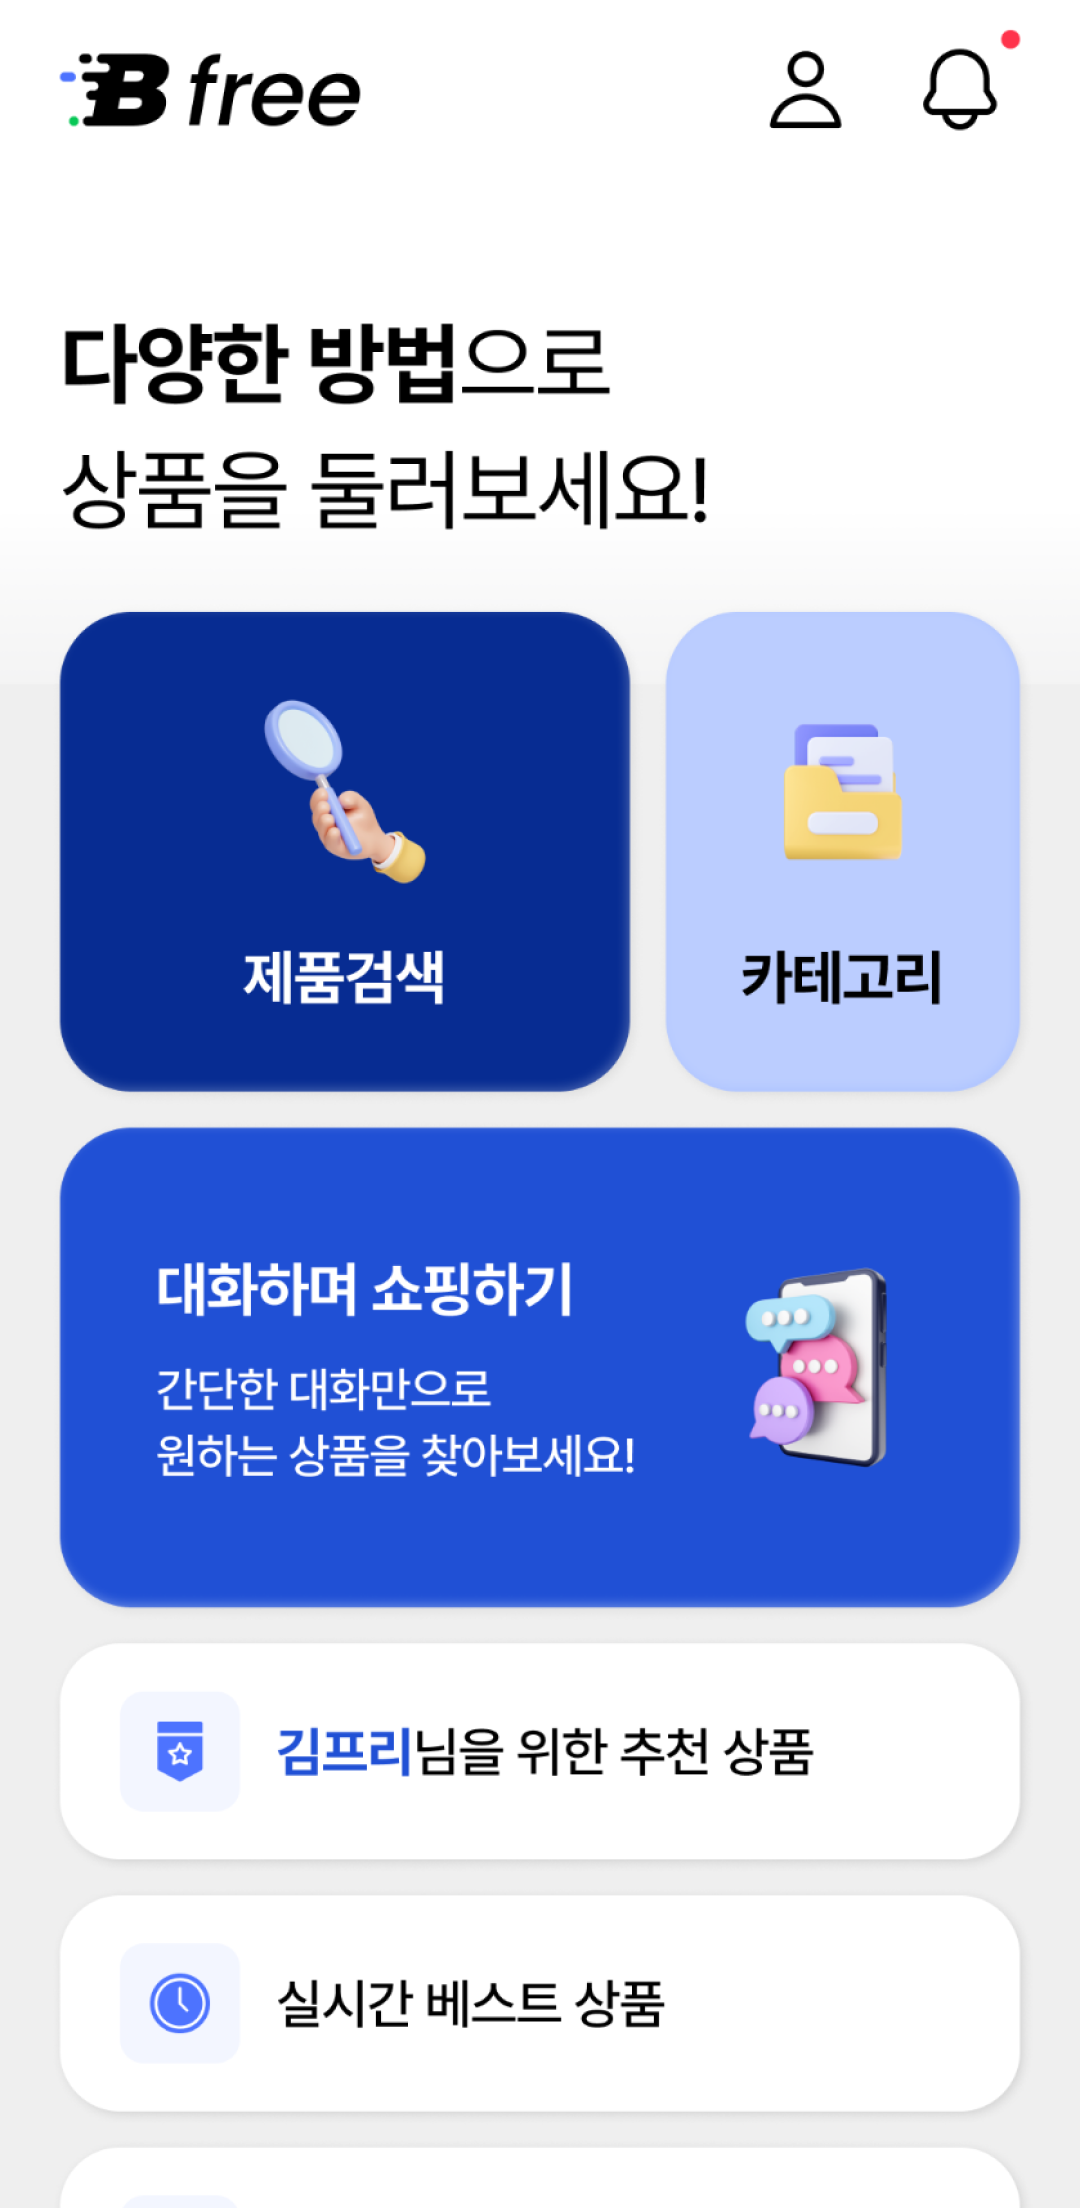 B free
다양한 방법으로
상품을 둘러보세요!
제품검색
카테고리
대화하며 쇼핑하기
간단한 대화만으로
원하는 상품을 찾아보세요!
김프리님을 위한 추천 상품
실시간 베스트 상품